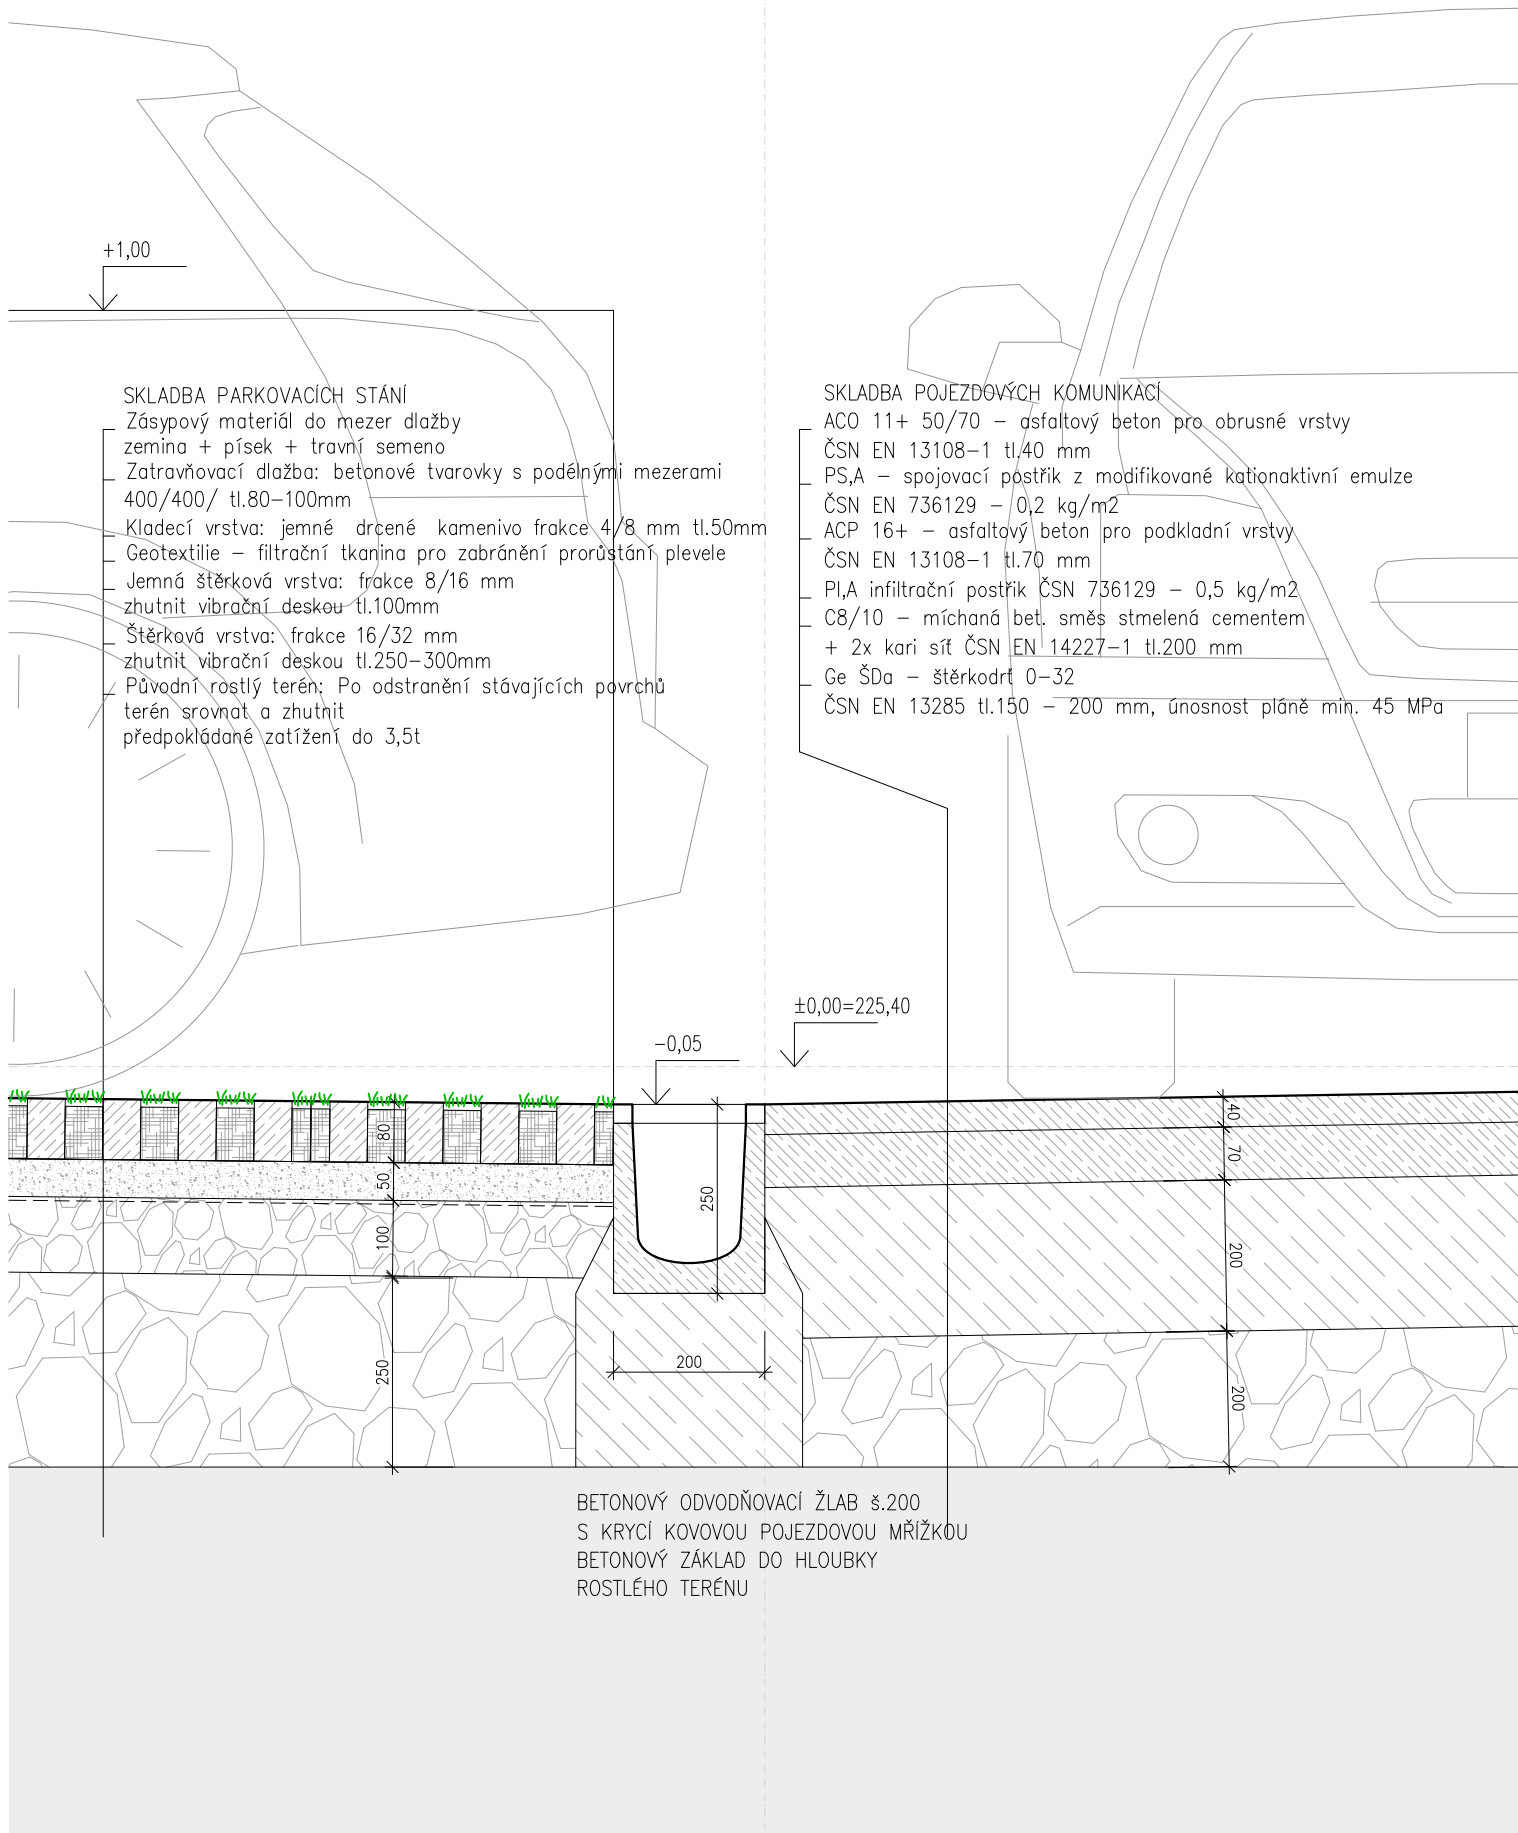 +1,00
SKLADBA PARKOVACÍCH STÁNÍ
Zásypový materiál do mezer dlažby
zemina + písek + travní semeno
Zatravňovací dlažba: betonové tvarovky s podélnými mezerami
400/400/ tl.80–100mm
Kladecí vrstva: jemné drcené kamenivo frakce 4/8 mm tl.50mm
Geotextilie – filtrační tkanina pro zabránění prorůstání plevele
Jemná štěrková vrstva: frakce 8/16 mm
zhutnit vibrační deskou tl.100mm
Štěrková vrstva: frakce 16/32 mm
zhutnit vibrační deskou tl.250–300mm
Původní rostlý terén: Po odstranění stávajících povrchů
terén srovnat a zhutnit
předpokládané zatížení do 3,5t
SKLADBA POJEZDOVÝCH KOMUNIKACÍ
ACO 11+ 50/70 – asfaltový beton pro obrusné vrstvy
ČSN EN 13108–1 tl.40 mm
PS,A – spojovací postřik z modifikované kationaktivní emulze
ČSN EN 736129 – 0,2 kg/m2
ACP 16+ – asfaltový beton pro podkladní vrstvy
ČSN EN 13108–1 tl.70 mm
PI,A infiltrační postřik ČSN 736129 – 0,5 kg/m2
C8/10 – míchaná bet. směs stmelená cementem
+ 2x kari síť ČSN EN 14227–1 tl.200 mm
Ge ŠDa – štěrkodrť 0–32
ČSN EN 13285 tl.150 – 200 mm, únosnost pláně min. 45 MPa
±0,00=225,40
–0,05
80
50
100
250
250
200
40
70
200
200
BETONOVÝ ODVODŇOVACÍ ŽLAB š.200
S KRYCÍ KOVOVOU POJEZDOVOU MŘÍŽKOU
BETONOVÝ ZÁKLAD DO HLOUBKY
ROSTLÉHO TERÉNU